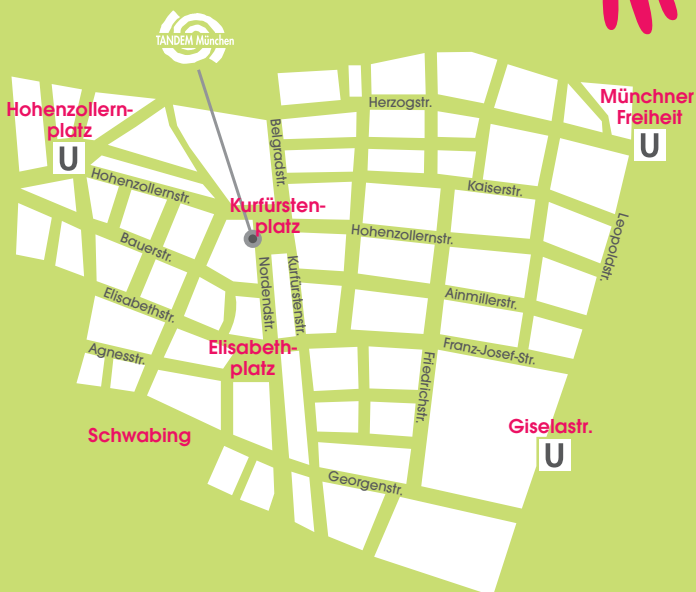 TANDEM München
Herzogstr.
Münchner
Freiheit
U
Hohenzollern-
platz
U
Belgradstr.
Hohenzollernstr.
Kaiserstr.
Kurfürsten-
platz
Hohenzollernstr.
Leopoldstr.
Bauerstr.
Nordendstr.
Kurfürstenstr.
Elisabethstr.
Ainmillerstr.
Agnesstr.
Elisabeth-
platz
Franz-Josef-Str.
Friedrichstr.
Schwabing
Giselastr.
U
Georgenstr.